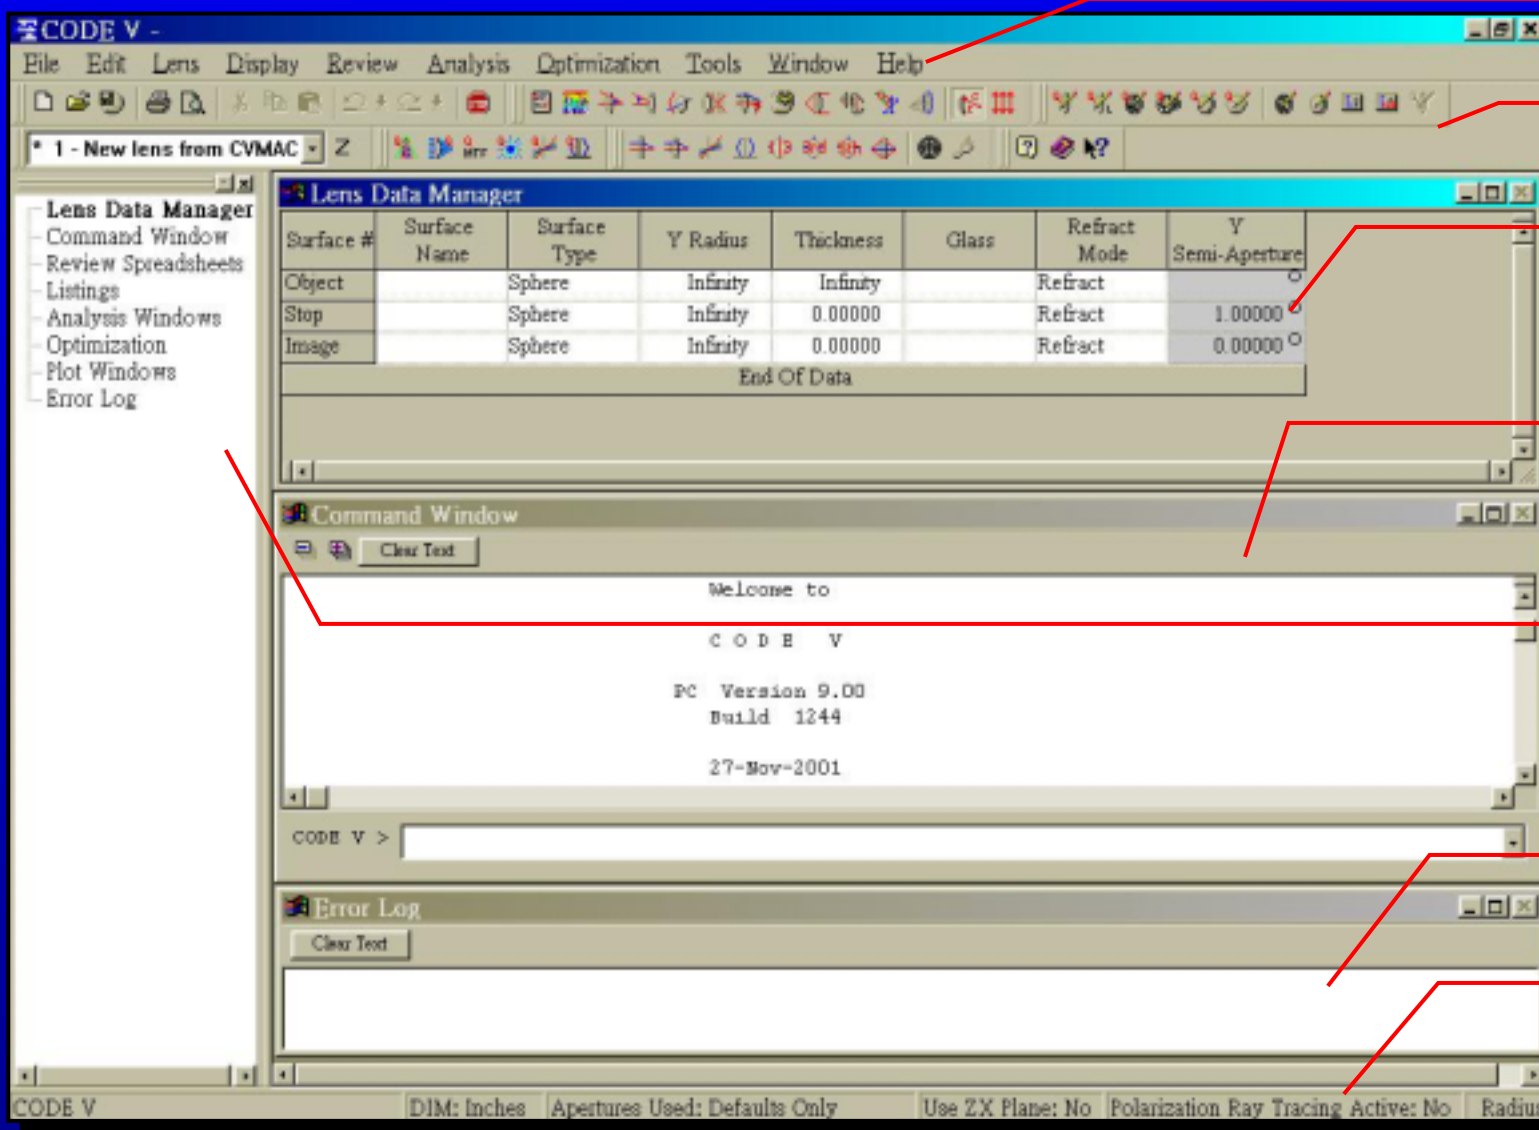 CODE V -
File Edit Lens Display Review Analysis Optimization Tools Window Help
* 1 - New lens from CVMAC
Lens Data Manager
Command Window
Review Spreadsheets
Listings
Analysis Windows
Optimization
Plot Windows
Error Log
Lens Data Manager
Surface # Surface Name Surface Type Y Radius Thickness Glass Refract Mode Y Semi-Aperture
Object Sphere Infinity Infinity Refract
Stop Sphere Infinity 0.00000 Refract 1.00000
Image Sphere Infinity 0.00000 Refract 0.00000
End Of Data
Command Window
Clear Text
Welcome to
C O D E V
PC Version 9.00
Build 1244
27-Nov-2001
CODE V >
Error Log
Clear Text
CODE V DIM: Inches Apertures Used: Defaults Only Use ZX Plane: No Polarization Ray Tracing Active: No Radius